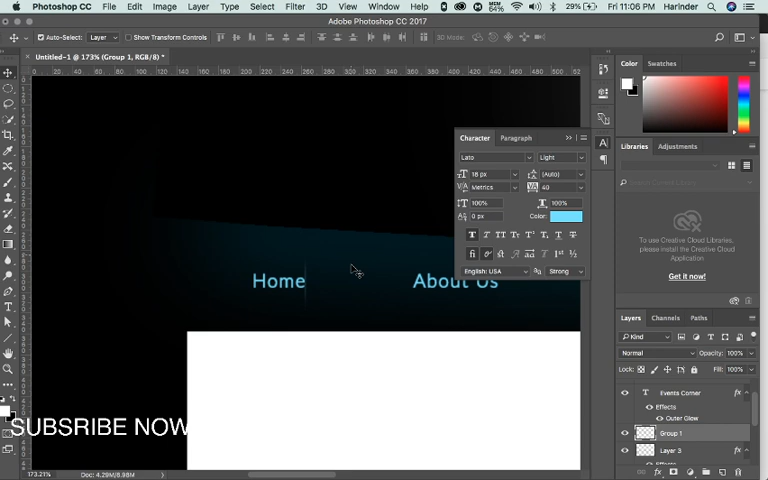 Photoshop CC File Edit Image Layer Type Select Filter 3D View Window Help 64% 29% Fri 11:06 PM Harinder
Adobe Photoshop CC 2017
Auto-Select: Layer Show Transform Controls 3D Mode:
Untitled-1 @ 173% (Group 1, RGB/8) *
Color Swatches
Character Paragraph
Lato Light
18 px (Auto)
Metrics 40
100% 100%
0 px Color:
English: USA Strong
Libraries Adjustments
To use Creative Cloud Libraries,
please install the Creative Cloud
Application
Get it now!
Home About Us
Layers Channels Paths
Kind
Normal Opacity: 100%
Lock: Fill: 100%
Events Corner fx
Effects
Outer Glow
Group 1
Layer 3 fx
SUBSRIBE NOW
173.21% Doc: 4.29M/8.98M